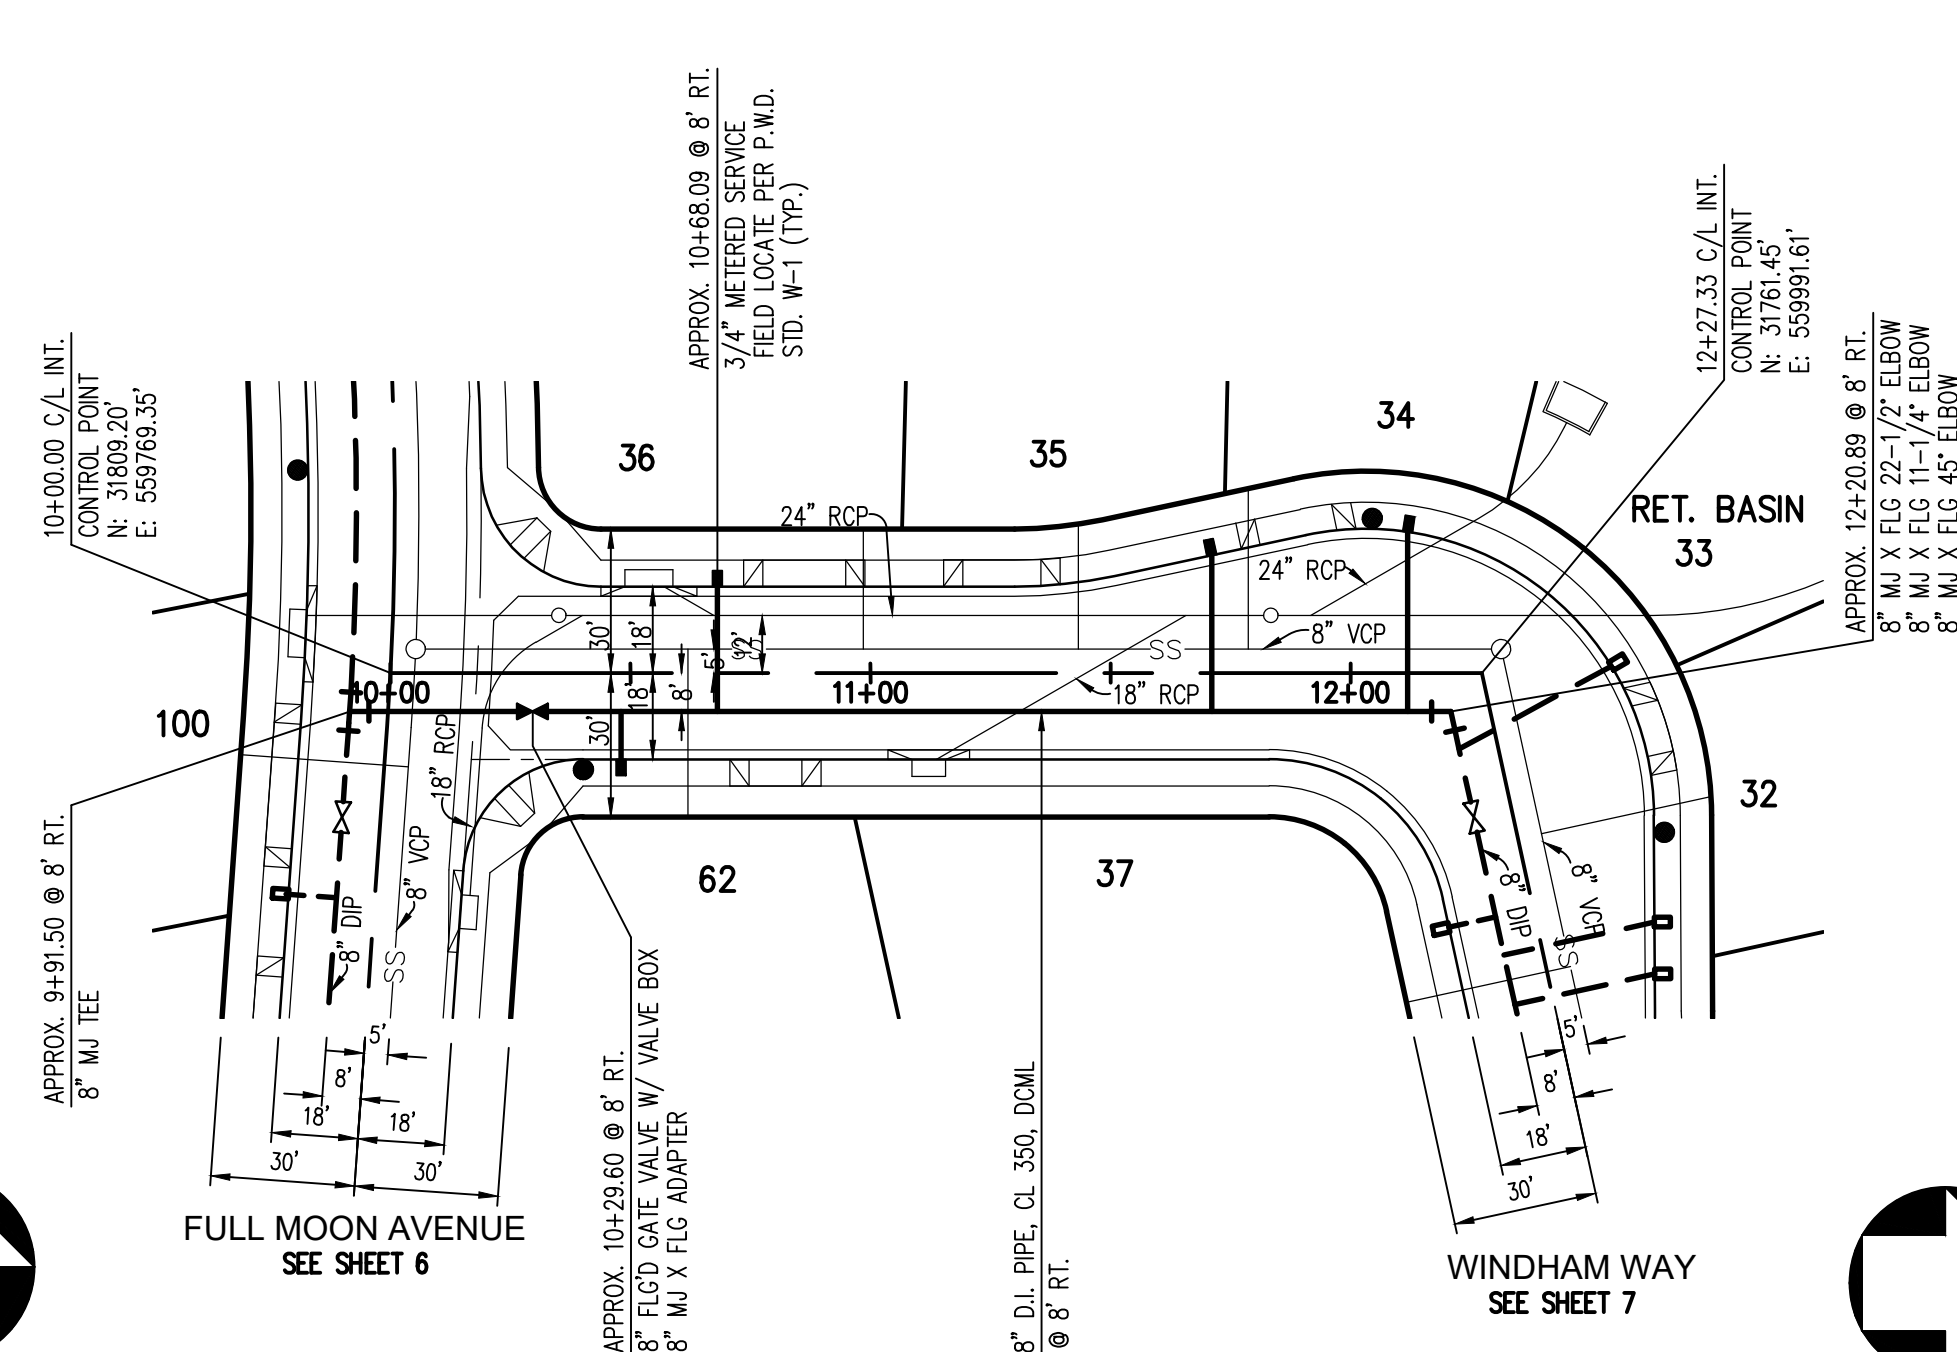 APPROX. 10+68.09 @ 8' RT.
3/4" METERED SERVICE
FIELD LOCATE PER P.W.D.
STD. W-1 (TYP.)
12+27.33 C/L INT.
CONTROL POINT
N: 31761.45'
E: 559991.61'
10+00.00 C/L INT.
CONTROL POINT
N: 31809.20'
E: 559769.35'
APPROX. 12+20.89 @ 8' RT.
8" MJ X FLG 22-1/2° ELBOW
8" MJ X FLG 11-1/4° ELBOW
8" MJ X FLG 45° ELBOW
36
35
34
RET. BASIN
33
24" RCP
24" RCP
30'
18'
5'
12'
SS
8" VCP
SS
10+00
18'
8'
11+00
18" RCP
12+00
100
30'
18" RCP
32
62
37
8" VCP
8" DIP
SS
8" DIP
8" VCP
SS
APPROX. 9+91.50 @ 8' RT.
8" MJ TEE
5'
8'
18'
18'
30'
30'
5'
8'
18'
30'
APPROX. 10+29.60 @ 8' RT.
8" FLG'D GATE VALVE W/ VALVE BOX
8" MJ X FLG ADAPTER
8" D.I. PIPE, CL 350, DCML
@ 8' RT.
FULL MOON AVENUE
SEE SHEET 6
WINDHAM WAY
SEE SHEET 7